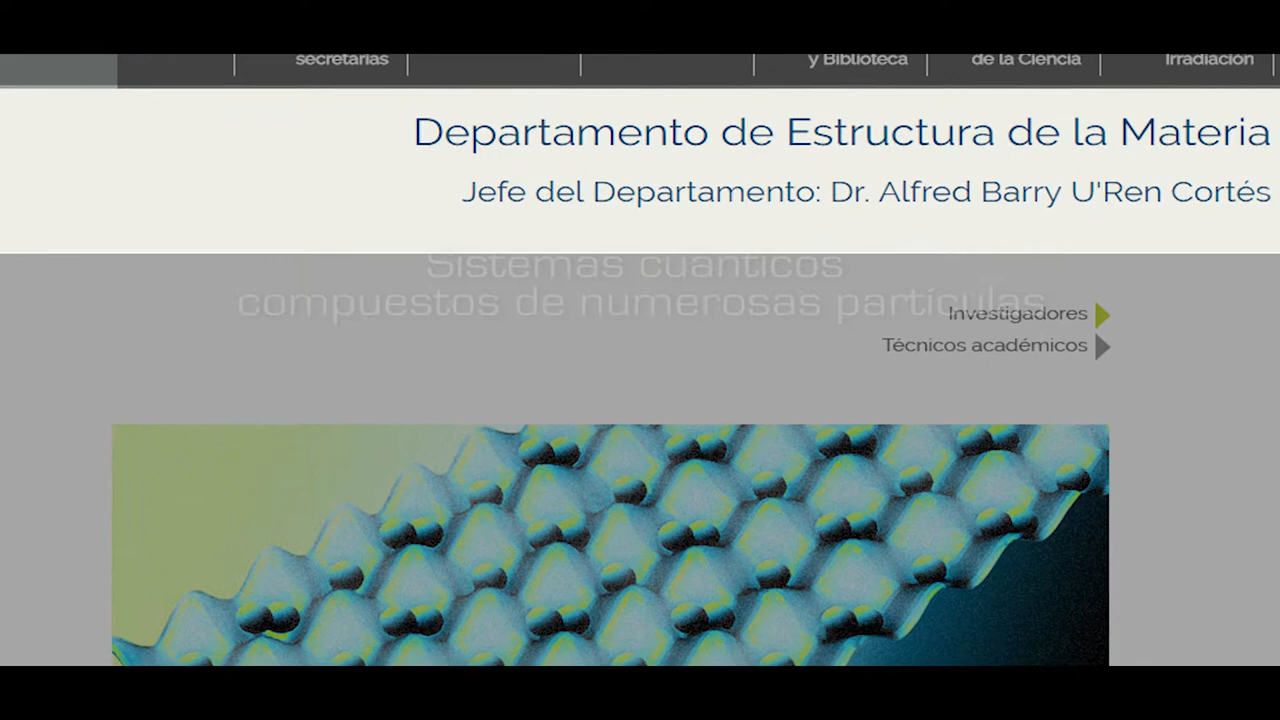 secretarías
y Biblioteca
de la Ciencia
Irradiación
Departamento de Estructura de la Materia
Jefe del Departamento: Dr. Alfred Barry U'Ren Cortés
Sistemas cuánticos
compuestos de numerosas partículas
Investigadores
Técnicos académicos